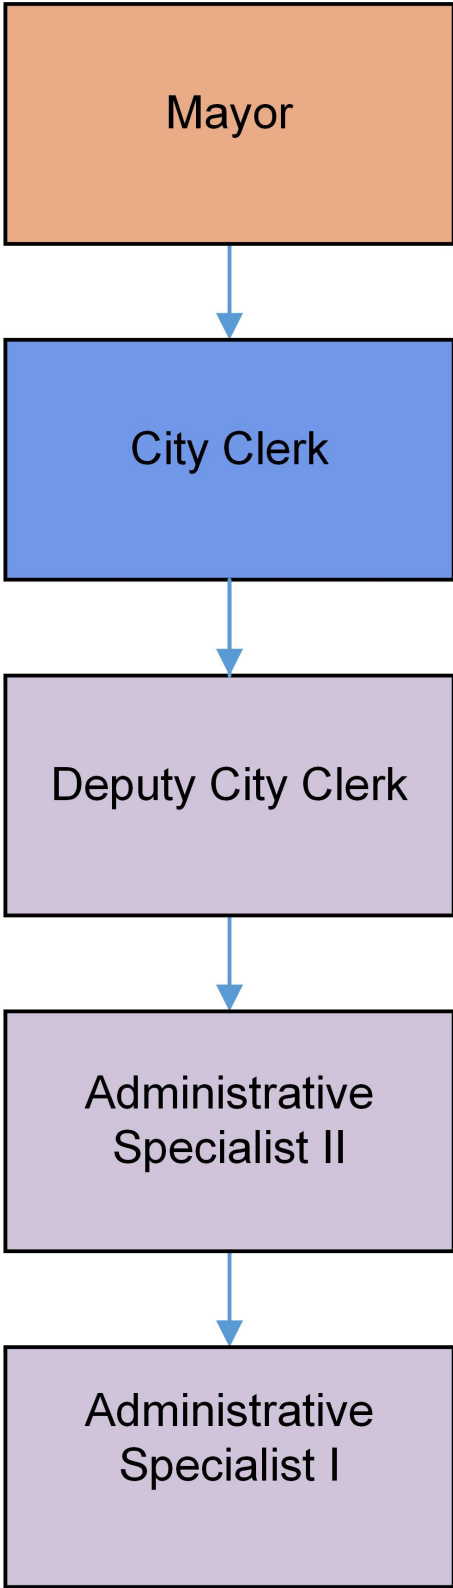 Mayor
City Clerk
Deputy City Clerk
Administrative
Specialist II
Administrative
Specialist I